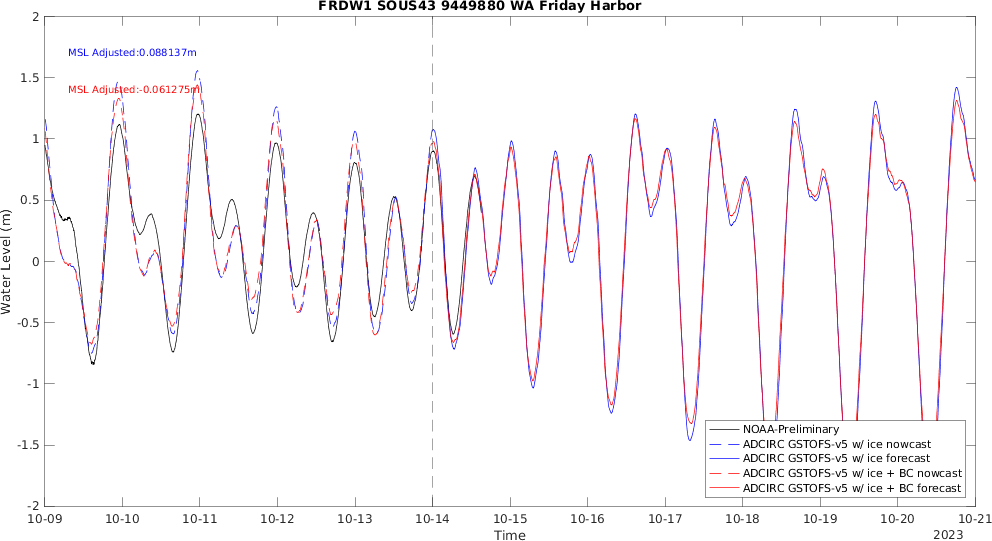 FRDW1 SOUS43 9449880 WA Friday Harbor
2
1.5
1
0.5
0
-0.5
-1
-1.5
-2
Water Level (m)
MSL Adjusted:0.088137m
MSL Adjusted:-0.061275m
NOAA-Preliminary
ADCIRC GSTOFS-v5 w/ ice nowcast
ADCIRC GSTOFS-v5 w/ ice forecast
ADCIRC GSTOFS-v5 w/ ice + BC nowcast
ADCIRC GSTOFS-v5 w/ ice + BC forecast
10-09 10-10 10-11 10-12 10-13 10-14 10-15 10-16 10-17 10-18 10-19 10-20 10-21
Time
2023